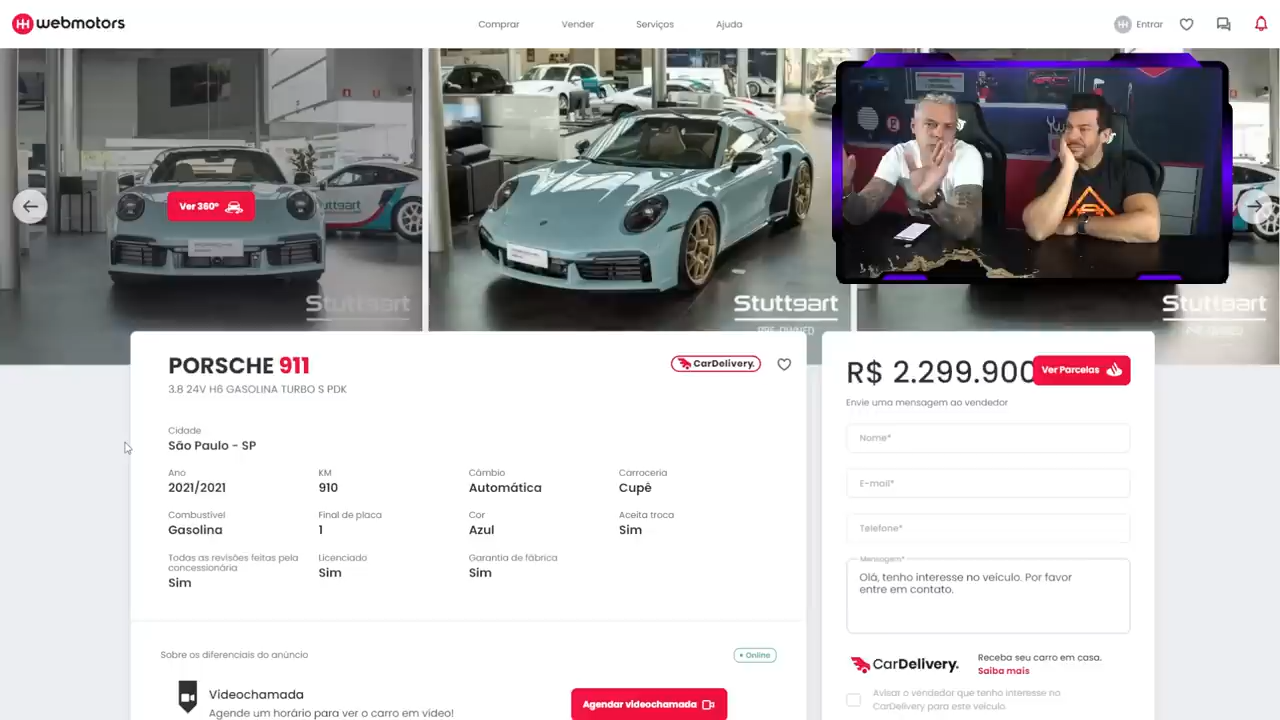 webmotors
Comprar
Vender
Serviços
Ajuda
Entrar
Ver 360º
Stuttgart
Stuttgart
Stuttgart
PRE-OWNED
Stuttgart
PORSCHE 911
CarDelivery.
3.8 24V H6 GASOLINA TURBO S PDK
Cidade
São Paulo - SP
Ano
2021/2021
KM
910
Câmbio
Automática
Carroceria
Cupê
Combustível
Gasolina
Final de placa
1
Cor
Azul
Aceita troca
Sim
Todas as revisões feitas pela
concessionária
Sim
Licenciado
Sim
Garantia de fábrica
Sim
Sobre os diferenciais do anúncio
Online
Videochamada
Agende um horário para ver o carro em vídeo!
Agendar videochamada
R$ 2.299.900
Ver Parcelas
Envie uma mensagem ao vendedor
Nome*
E-mail*
Telefone*
Mensagem*
Olá, tenho interesse no veículo. Por favor
entre em contato.
CarDelivery.
Receba seu carro em casa.
Saiba mais
Avisar o vendedor que tenho interesse no
CarDelivery para este veículo.